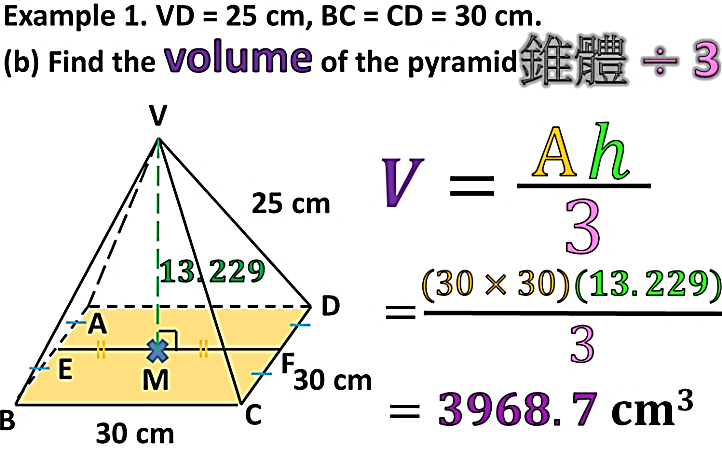 Example 1. VD = 25 cm, BC = CD = 30 cm.
(b) Find the volume of the pyramid 錐體 ÷ 3
V
25 cm
13.229
A
D
E
M
F
30 cm
B
C
30 cm
V = Ah / 3
= (30 × 30)(13.229) / 3
= 3968.7 cm³